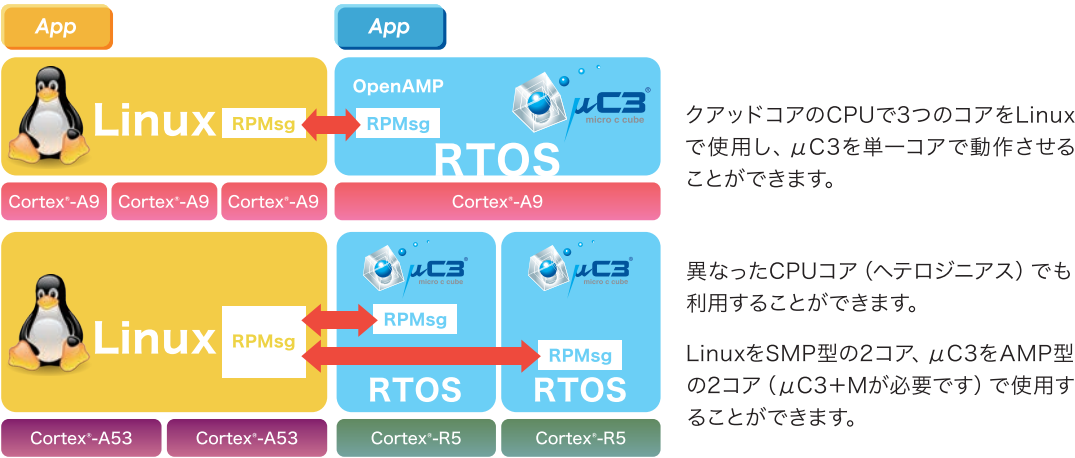 App
App
Linux
RPMsg
OpenAMP
RPMsg
μC3®
micro c cube
RTOS
Cortex®-A9
Cortex®-A9
Cortex®-A9
Cortex®-A9
クアッドコアのCPUで3つのコアをLinux
で使用し、μC3を単一コアで動作させる
ことができます。
Linux
RPMsg
μC3®
micro c cube
RPMsg
RTOS
μC3®
micro c cube
RPMsg
RTOS
Cortex®-A53
Cortex®-A53
Cortex®-R5
Cortex®-R5
異なったCPUコア（ヘテロジニアス）でも
利用することができます。
LinuxをSMP型の2コア、μC3をAMP型
の2コア（μC3+Mが必要です）で使用す
ることができます。